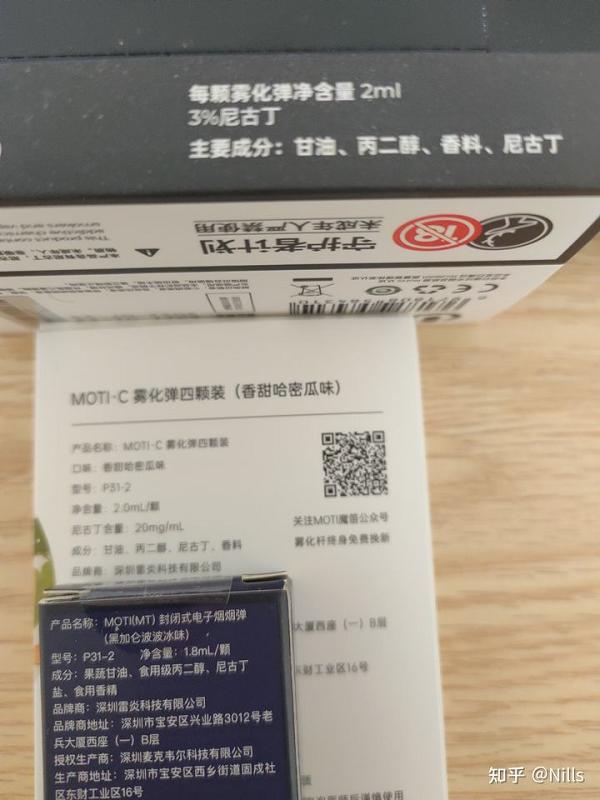 每颗雾化弹净含量 2ml
3%尼古丁
主要成分：甘油、丙二醇、香料、尼古丁
守护者计划
未成年人严禁使用
18
MOTI·C 雾化弹四颗装（香甜哈密瓜味）
产品名称：MOTI-C 雾化弹四颗装
口味：香甜哈密瓜味
型号：P31-2
净含量：2.0mL/颗
尼古丁含量：20mg/mL
成分：甘油、丙二醇、尼古丁、香料
品牌商：深圳雷炎科技有限公司
关注MOTI魔笛公众号
雾化杆终身免费换新
大厦西座（一）B层
东财工业区16号
产品名称：MOTI(MT) 封闭式电子烟烟弹
（黑加仑波波冰味）
型号：P31-2 净含量：1.8mL/颗
成分：果蔬甘油、食用级丙二醇、尼古丁
盐、食用香精
品牌商：深圳雷炎科技有限公司
品牌商地址：深圳市宝安区兴业路3012号老
兵大厦西座（一）B层
授权生产商：深圳麦克韦尔科技有限公司
生产商地址：深圳市宝安区西乡街道固戍社
区东财工业区16号
医师后谨慎使用
知乎 @Nills